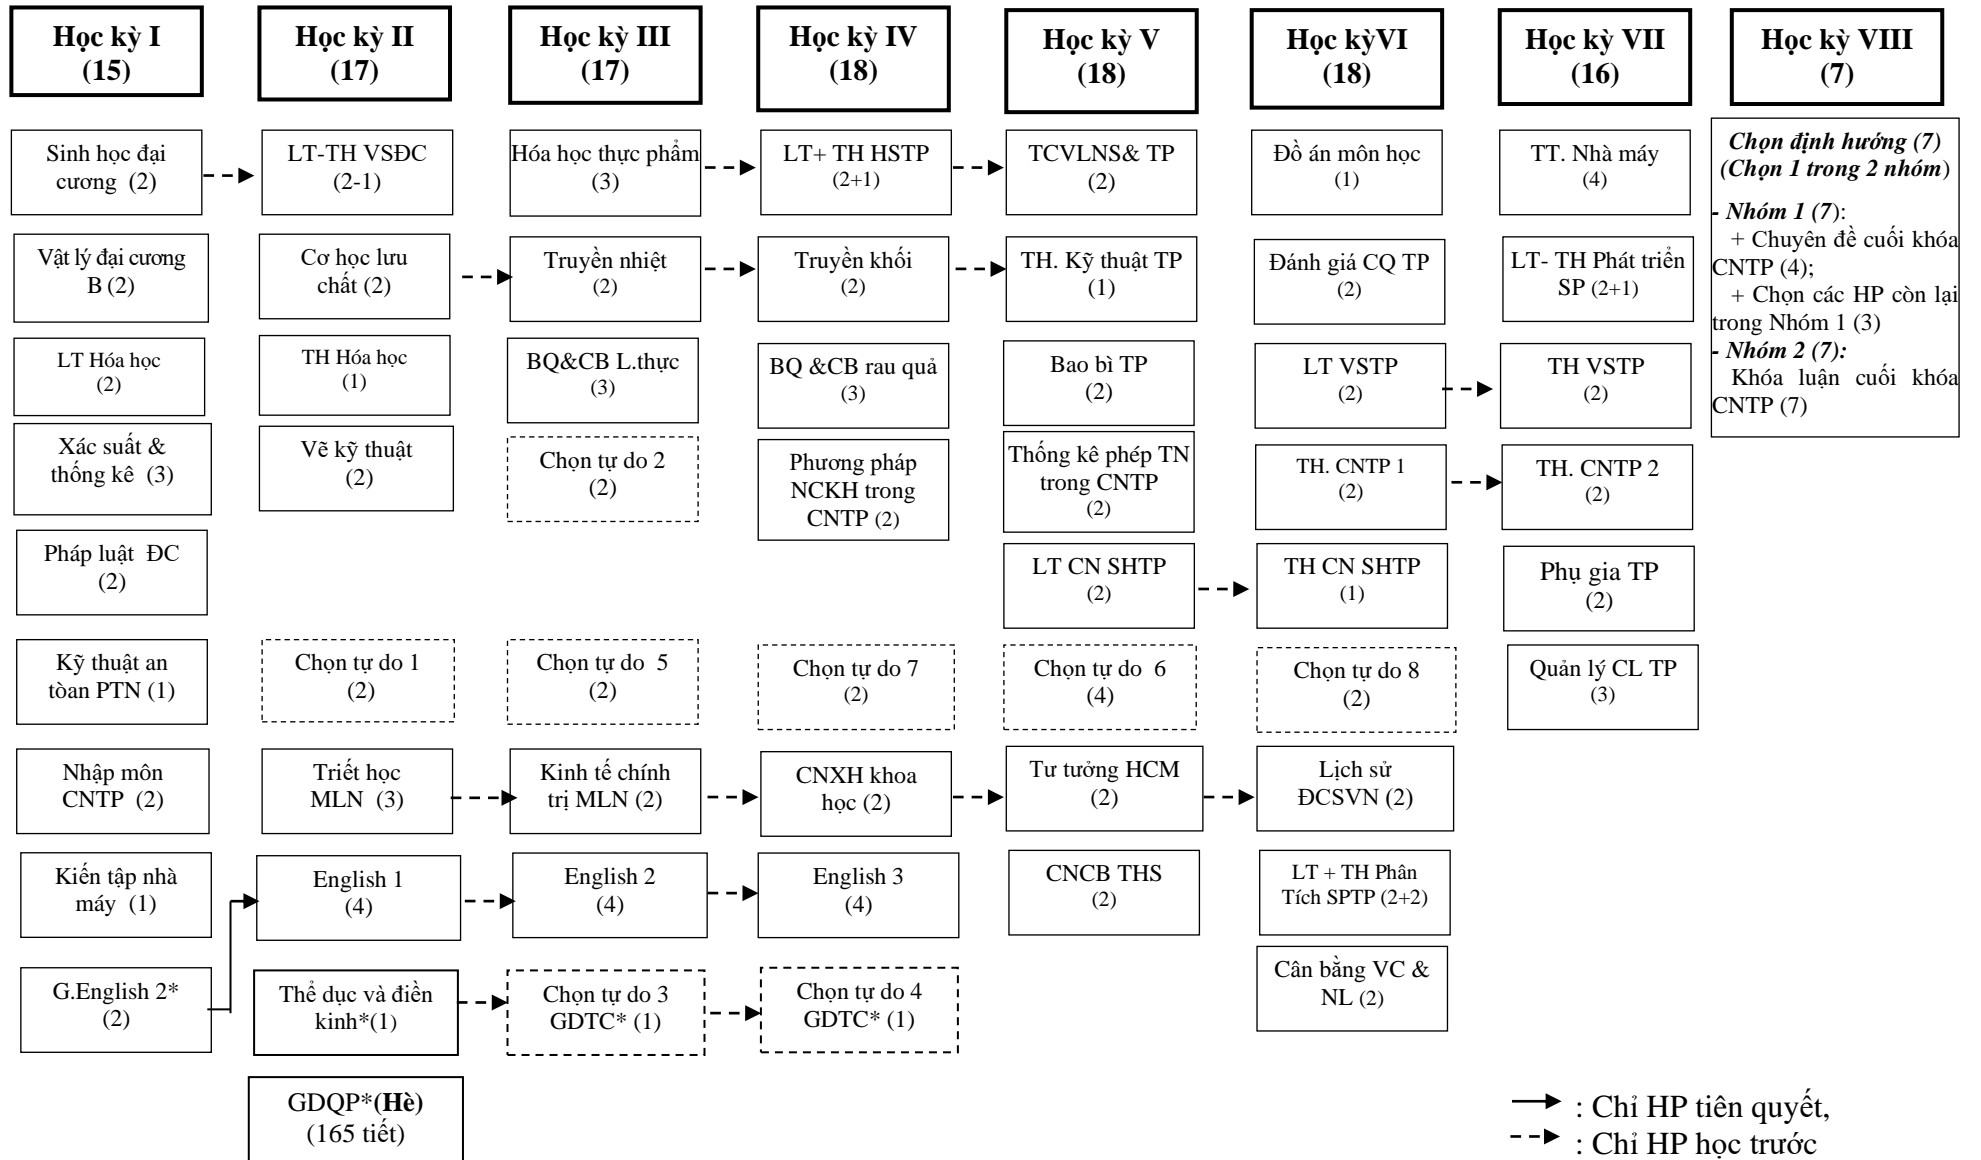 Học kỳ I
(15)
Học kỳ II
(17)
Học kỳ III
(17)
Học kỳ IV
(18)
Học kỳ V
(18)
Học kỳVI
(18)
Học kỳ VII
(16)
Học kỳ VIII
(7)
Sinh học đại
cương (2)
LT-TH VSĐC
(2-1)
Hóa học thực phẩm
(3)
LT+ TH HSTP
(2+1)
TCVLNS& TP
(2)
Đồ án môn học
(1)
TT. Nhà máy
(4)
Chọn định hướng (7)
(Chọn 1 trong 2 nhóm)
- Nhóm 1 (7):
+ Chuyên đề cuối khóa
CNTP (4);
+ Chọn các HP còn lại
trong Nhóm 1 (3)
- Nhóm 2 (7):
Khóa luận cuối khóa
CNTP (7)
Vật lý đại cương
B (2)
Cơ học lưu
chất (2)
Truyền nhiệt
(2)
Truyền khối
(2)
TH. Kỹ thuật TP
(1)
Đánh giá CQ TP
(2)
LT- TH Phát triển
SP (2+1)
LT Hóa học
(2)
TH Hóa học
(1)
BQ&CB L.thực
(3)
BQ &CB rau quả
(3)
Bao bì TP
(2)
LT VSTP
(2)
TH VSTP
(2)
Xác suất &
thống kê (3)
Vẽ kỹ thuật
(2)
Chọn tự do 2
(2)
Phương pháp
NCKH trong
CNTP (2)
Thống kê phép TN
trong CNTP
(2)
TH. CNTP 1
(2)
TH. CNTP 2
(2)
Pháp luật ĐC
(2)
LT CN SHTP
(2)
TH CN SHTP
(1)
Phụ gia TP
(2)
Kỹ thuật an
tòan PTN (1)
Chọn tự do 1
(2)
Chọn tự do 5
(2)
Chọn tự do 7
(2)
Chọn tự do 6
(4)
Chọn tự do 8
(2)
Quản lý CL TP
(3)
Nhập môn
CNTP (2)
Triết học
MLN (3)
Kinh tế chính
trị MLN (2)
CNXH khoa
học (2)
Tư tưởng HCM
(2)
Lịch sử
ĐCSVN (2)
Kiến tập nhà
máy (1)
English 1
(4)
English 2
(4)
English 3
(4)
CNCB THS
(2)
LT + TH Phân
Tích SPTP (2+2)
G.English 2*
(2)
Thể dục và điền
kinh*(1)
Chọn tự do 3
GDTC* (1)
Chọn tự do 4
GDTC* (1)
Cân bằng VC &
NL (2)
GDQP*(Hè)
(165 tiết)
: Chỉ HP tiên quyết,
: Chỉ HP học trước